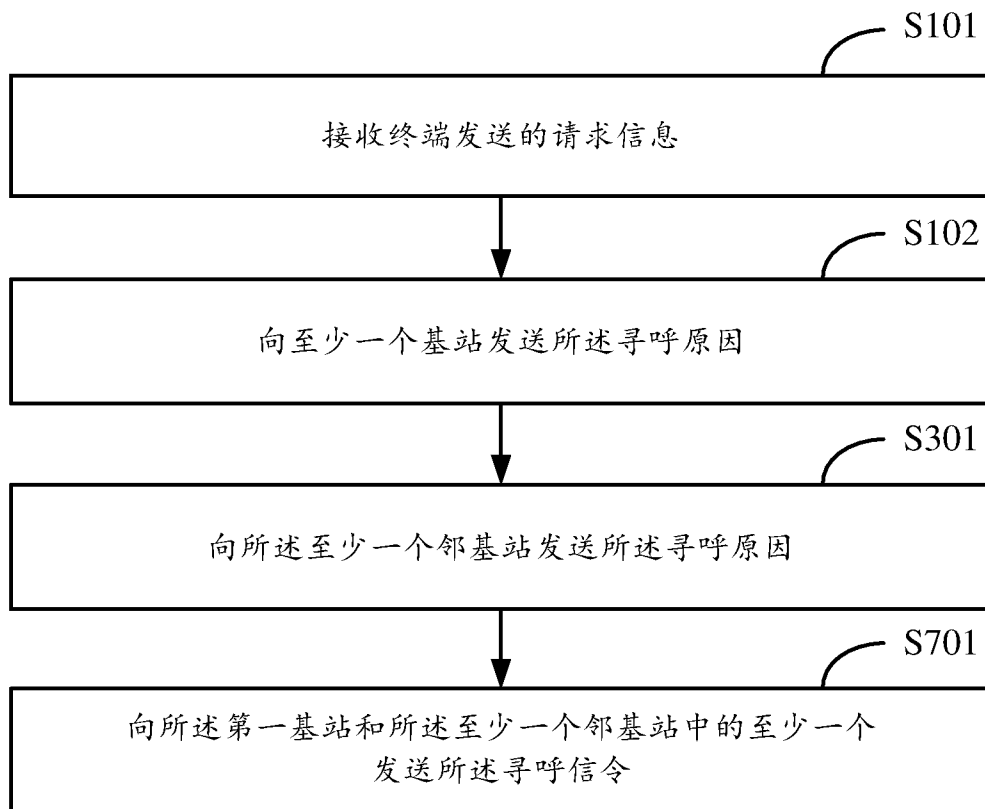 S101
接收终端发送的请求信息
S102
向至少一个基站发送所述寻呼原因
S301
向所述至少一个邻基站发送所述寻呼原因
S701
向所述第一基站和所述至少一个邻基站中的至少一个
发送所述寻呼信令